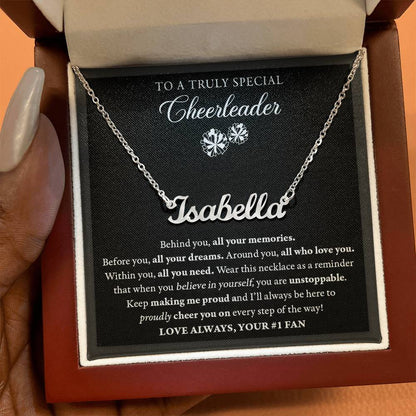 TO A TRULY SPECIAL
Cheerleader
Isabella
Behind you, all your memories.
Before you, all your dreams. Around you, all who love you.
Within you, all you need. Wear this necklace as a reminder
that when you believe in yourself, you are unstoppable.
Keep making me proud and I'll always be here to
proudly cheer you on every step of the way!
LOVE ALWAYS, YOUR #1 FAN